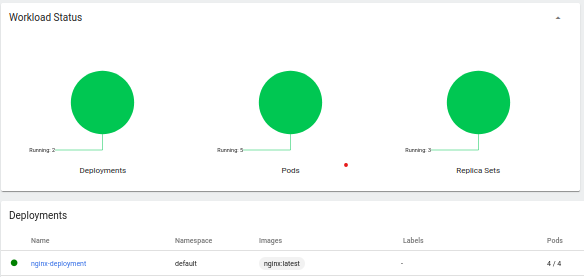 Workload Status
Running: 2
Running: 5
Running: 3
Deployments
Pods
Replica Sets
Deployments
Name Namespace Images Labels Pods
nginx-deployment default nginx:latest - 4 / 4